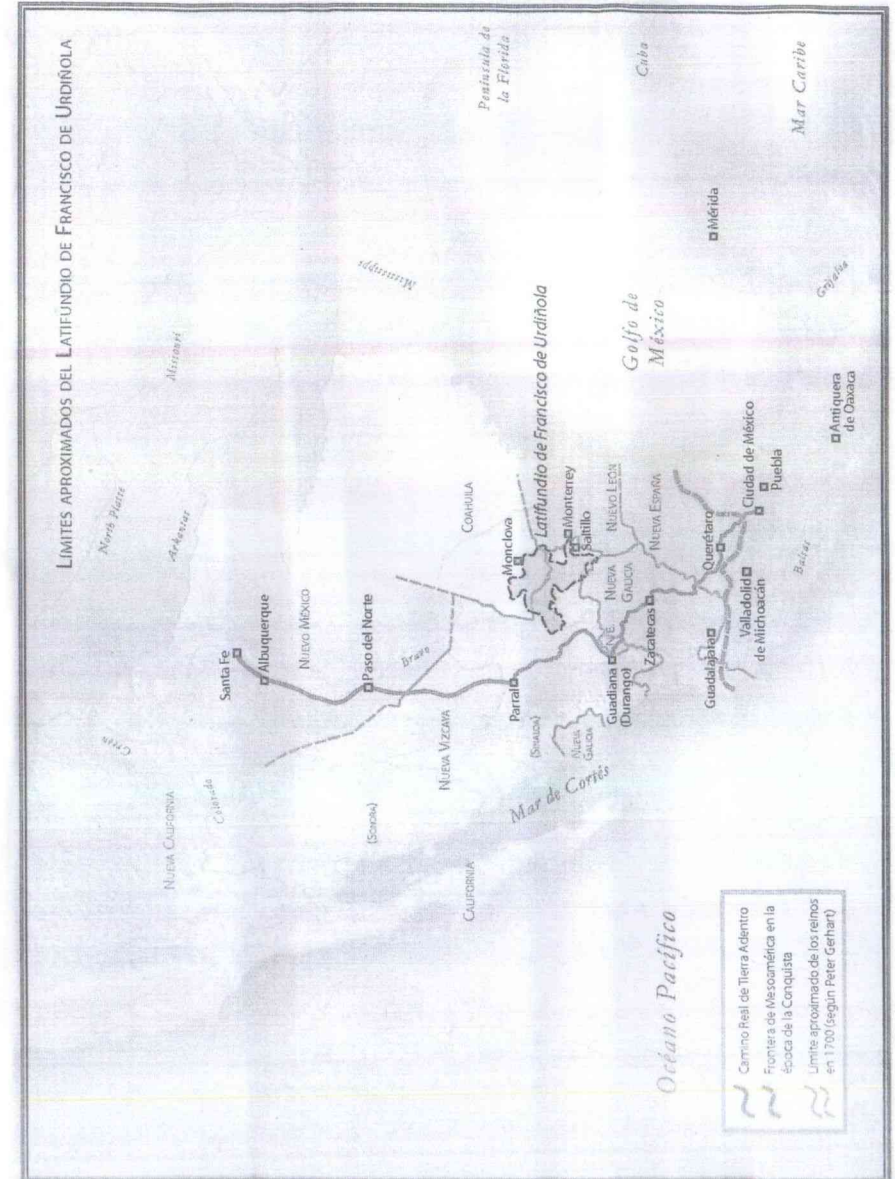 LÍMITES APROXIMADOS DEL LATIFUNDIO DE FRANCISCO DE URDIÑOLA
North Platte
Missouri
Arkansas
Mississippi
Península de
la Florida
Cuba
Mar Caribe
NUEVA CALIFORNIA
Colorado
Santa Fe
Albuquerque
NUEVO MÉXICO
Paso del Norte
Bravo
(SONORA)
NUEVA VIZCAYA
COAHUILA
CALIFORNIA
Mar de Cortés
Parral
Monclova
Latifundio de Francisco de Urdiñola
(SINALOA)
Monterrey
Saltillo
NUEVO LEÓN
NUEVA
GALICIA
Guadiana
(Durango)
NUEVA
GALICIA
Zacatecas
NUEVA ESPAÑA
Golfo de
México
Mérida
Guadalajara
Querétaro
Valladolid
de Michoacán
Ciudad de México
Puebla
Balsas
Antequera
de Oaxaca
Grijalva
Océano Pacífico
Camino Real de Tierra Adentro
Frontera de Mesoamérica en la
época de la Conquista
Límite aproximado de los reinos
en 1700 (según Peter Gerhart)